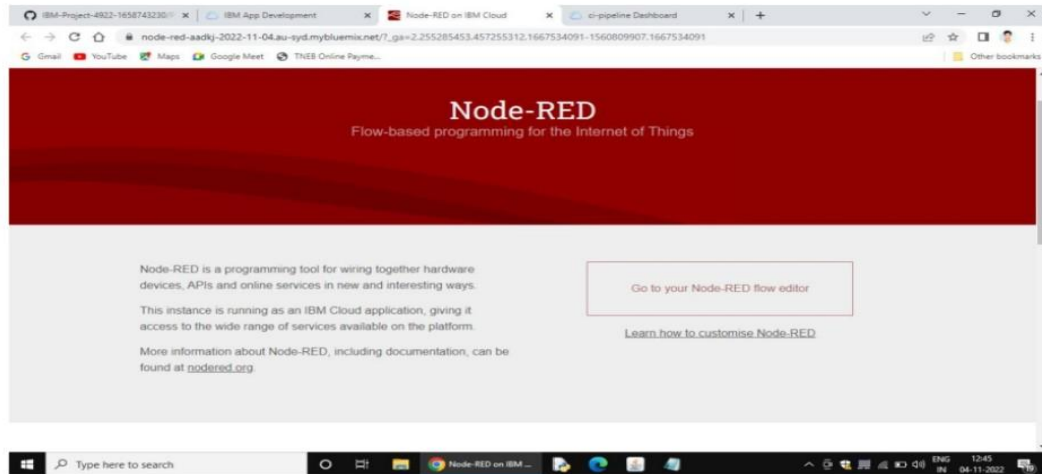 IBM-Project-4922-1658743230
IBM App Development
Node-RED on IBM Cloud
ci-pipeline Dashboard
node-red-aadkj-2022-11-04.au-syd.mybluemix.net/?_ga=2.255285453.457255312.1667534091-1560809907.1667534091
Gmail
YouTube
Maps
Google Meet
TNEB Online Payme...
Other bookmarks
Node-RED
Flow-based programming for the Internet of Things
Node-RED is a programming tool for wiring together hardware
devices, APIs and online services in new and interesting ways.
This instance is running as an IBM Cloud application, giving it
access to the wide range of services available on the platform.
More information about Node-RED, including documentation, can be
found at nodered.org.
Go to your Node-RED flow editor
Learn how to customise Node-RED
Type here to search
Node-RED on IBM ...
ENG
IN
12:45
04-11-2022